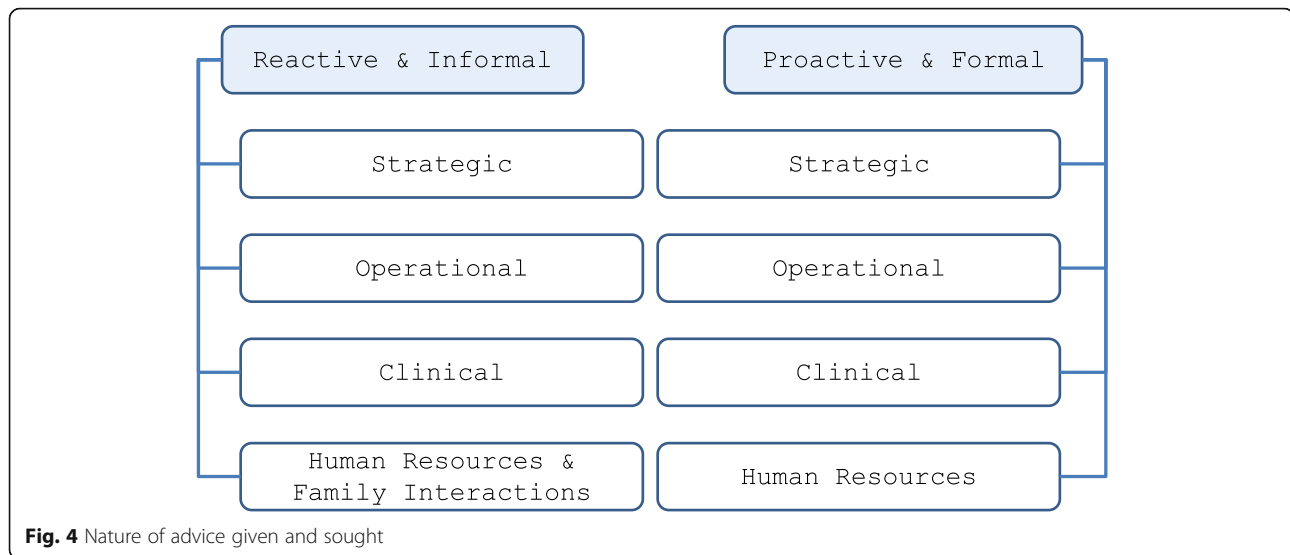 Reactive & Informal
Proactive & Formal
Strategic
Strategic
Operational
Operational
Clinical
Clinical
Human Resources &
Family Interactions
Human Resources
Fig. 4 Nature of advice given and sought